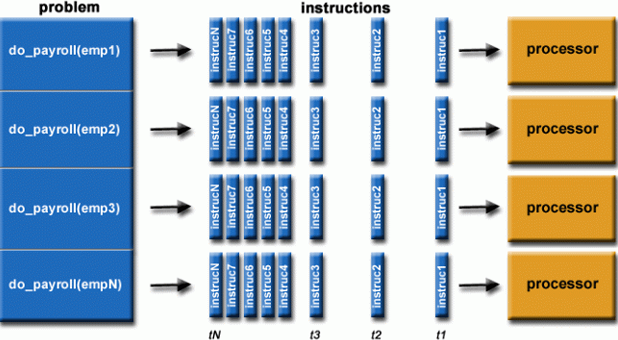 problem instructions
do_payroll(emp1) instrucN instruc7 instruc6 instruc5 instruc4 instruc3 instruc2 instruc1 processor
do_payroll(emp2) instrucN instruc7 instruc6 instruc5 instruc4 instruc3 instruc2 instruc1 processor
do_payroll(emp3) instrucN instruc7 instruc6 instruc5 instruc4 instruc3 instruc2 instruc1 processor
do_payroll(empN) instrucN instruc7 instruc6 instruc5 instruc4 instruc3 instruc2 instruc1 processor
tN t3 t2 t1